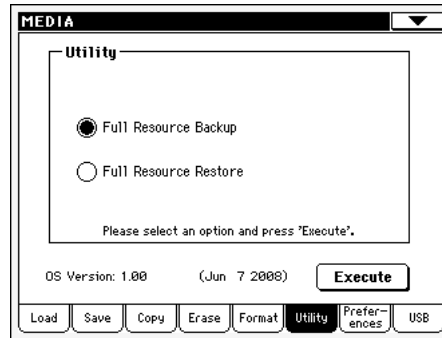 MEDIA
Utility
Full Resource Backup
Full Resource Restore
Please select an option and press 'Execute'.
OS Version: 1.00 (Jun 7 2008) Execute
Load Save Copy Erase Format Utility Prefer-ences USB